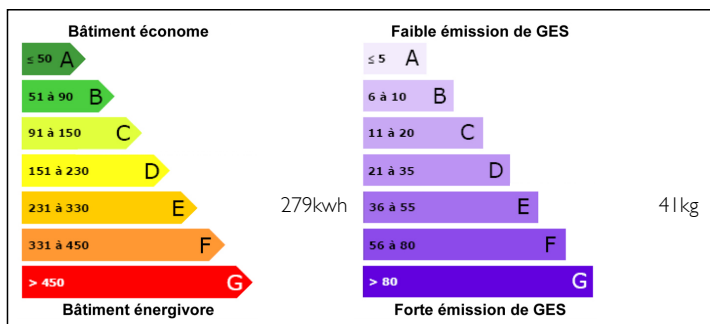 Bâtiment économe
≤ 50 A
51 à 90 B
91 à 150 C
151 à 230 D
231 à 330 E
279kwh
331 à 450 F
> 450 G
Bâtiment énergivore
Faible émission de GES
≤ 5 A
6 à 10 B
11 à 20 C
21 à 35 D
36 à 55 E
41kg
56 à 80 F
> 80 G
Forte émission de GES